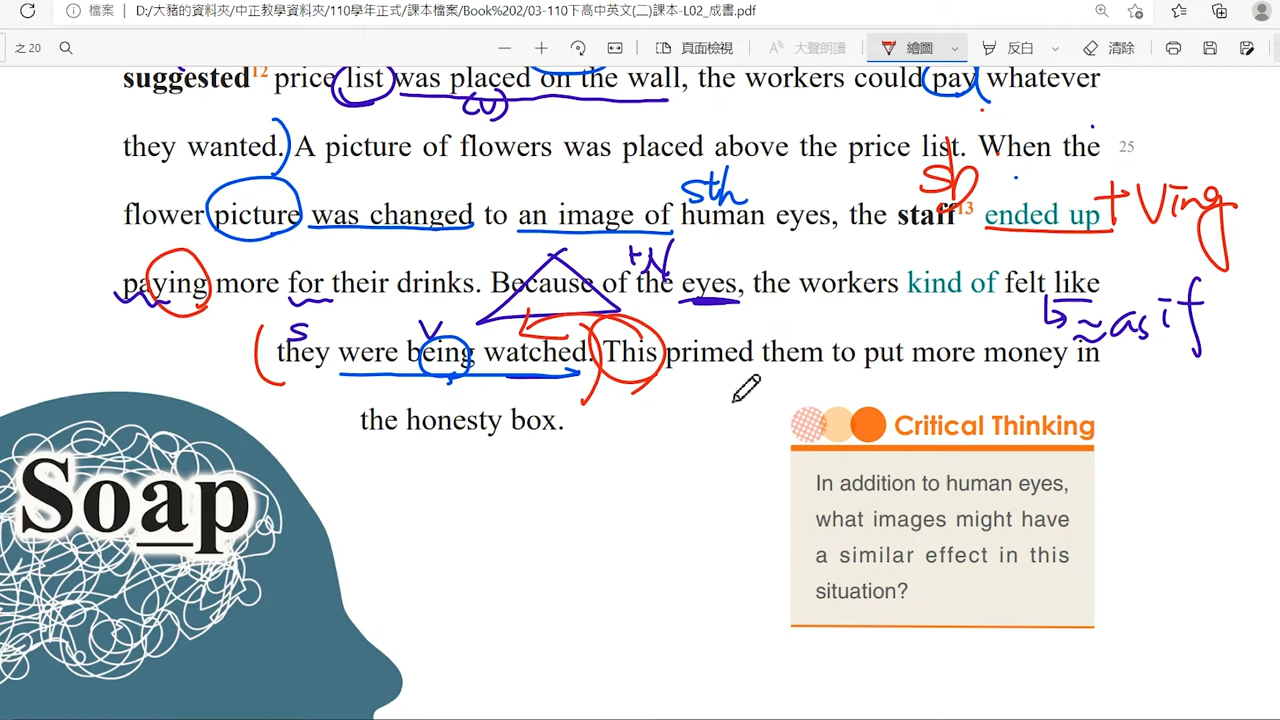 檔案 D:/大豬的資料夾/中正教學資料夾/110學年正式/課本檔案/Book%202/03-110下高中英文(二)課本-L02_成書.pdf
之 20 頁面檢視 大聲朗讀 繪圖 反白 清除
suggested12 price list was placed on the wall, the workers could pay whatever
(v)
they wanted. A picture of flowers was placed above the price list. When the 25
sth sb
flower picture was changed to an image of human eyes, the staff13 ended up + Ving
+N
paying more for their drinks. Because of the eyes, the workers kind of felt like
≈ as if
s v
they were being watched. This primed them to put more money in
the honesty box.
Critical Thinking
In addition to human eyes,
what images might have
a similar effect in this
situation?
Soap